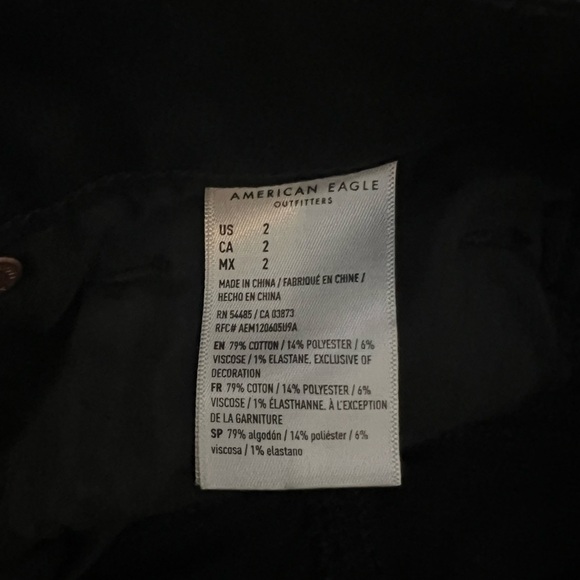 AMERICAN EAGLE
OUTFITTERS
US 2
CA 2
MX 2
MADE IN CHINA / FABRIQUÉ EN CHINE /
HECHO EN CHINA
RN 54485 / CA 03873
RFC# AEM120605U9A
EN 79% COTTON / 14% POLYESTER / 6%
VISCOSE / 1% ELASTANE, EXCLUSIVE OF
DECORATION
FR 79% COTON / 14% POLYESTER / 6%
VISCOSE / 1% ÉLASTHANNE, À L'EXCEPTION
DE LA GARNITURE
SP 79% algodón / 14% poliéster / 6%
viscosa / 1% elastano